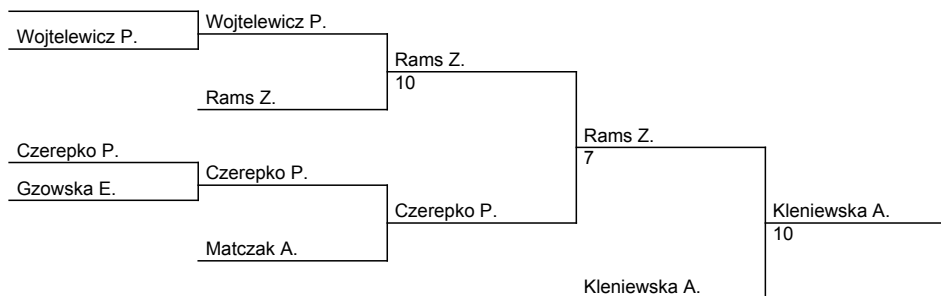 Wojtelewicz P.
Wojtelewicz P.
Rams Z.
10
Rams Z.
Rams Z.
7
Czerepko P.
Czerepko P.
Gzowska E.
Czerepko P.
Kleniewska A.
10
Matczak A.
Kleniewska A.